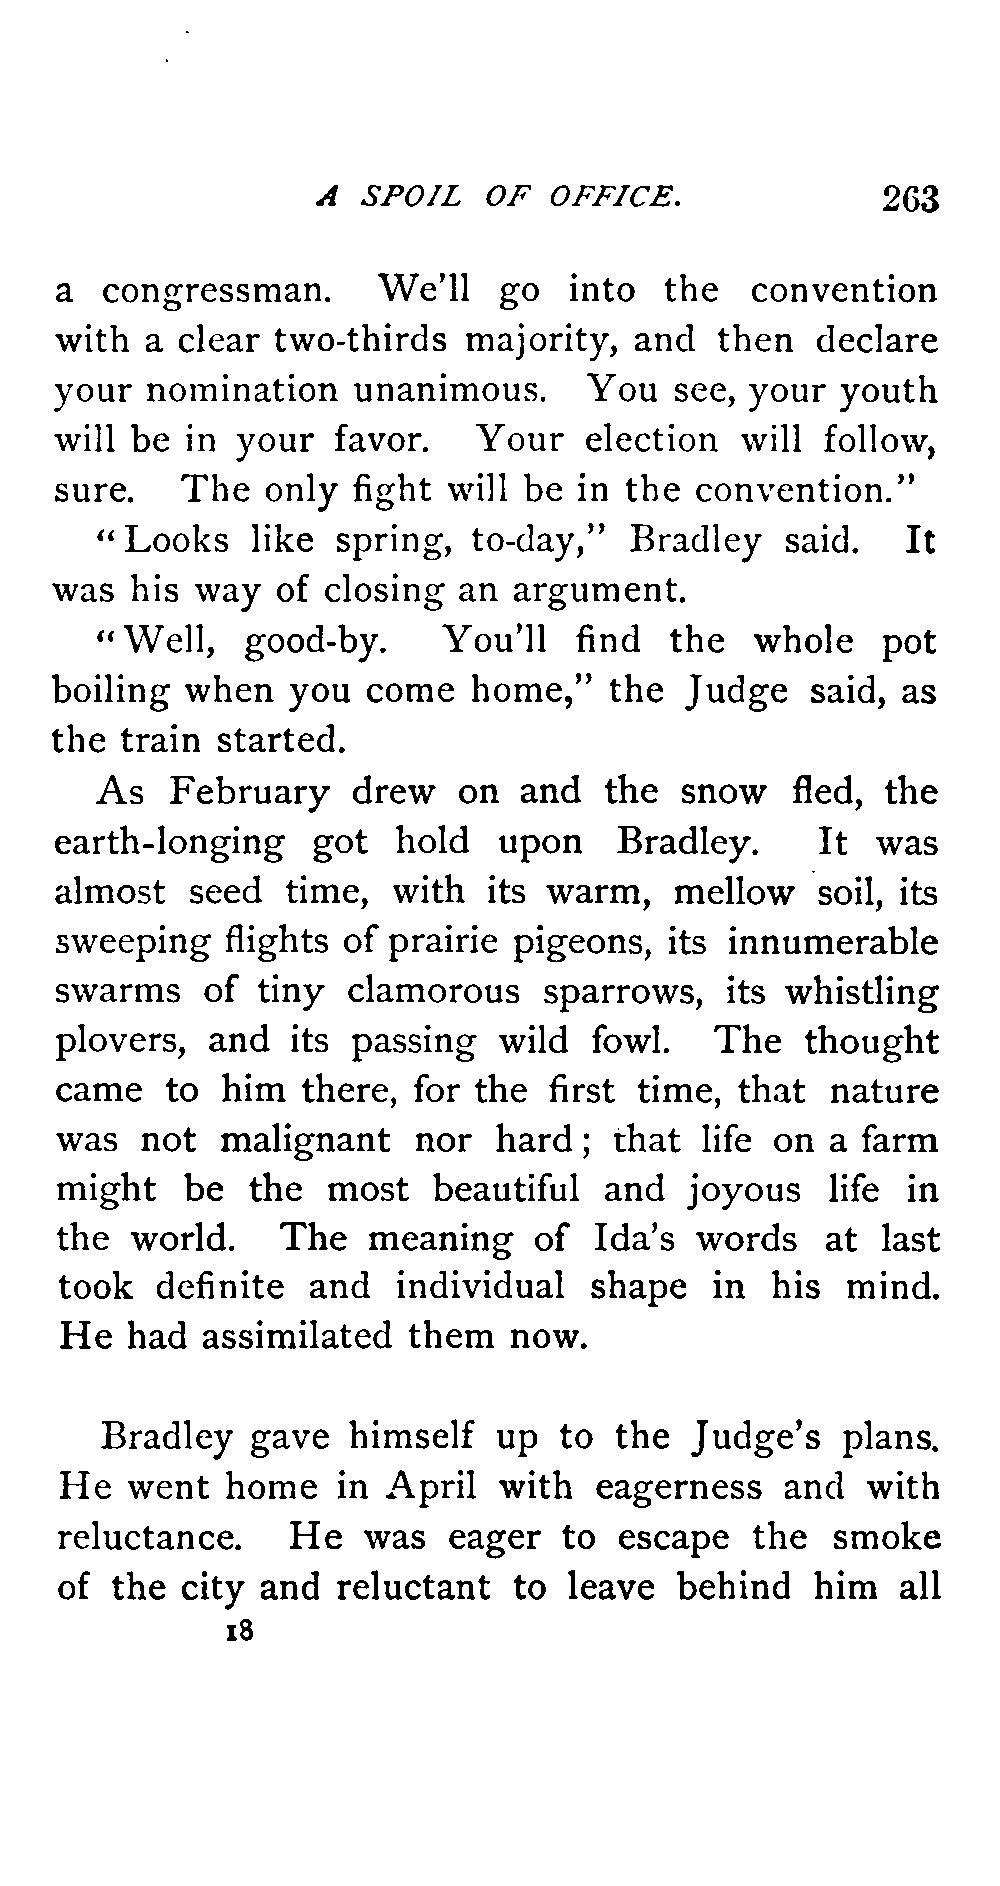 A SPOIL OF OFFICE. 263
a congressman. We'll go into the convention
with a clear two-thirds majority, and then declare
your nomination unanimous. You see, your youth
will be in your favor. Your election will follow,
sure. The only fight will be in the convention."
"Looks like spring, to-day," Bradley said. It
was his way of closing an argument.
"Well, good-by. You'll find the whole pot
boiling when you come home," the Judge said, as
the train started.
As February drew on and the snow fled, the
earth-longing got hold upon Bradley. It was
almost seed time, with its warm, mellow soil, its
sweeping flights of prairie pigeons, its innumerable
swarms of tiny clamorous sparrows, its whistling
plovers, and its passing wild fowl. The thought
came to him there, for the first time, that nature
was not malignant nor hard; that life on a farm
might be the most beautiful and joyous life in
the world. The meaning of Ida's words at last
took definite and individual shape in his mind.
He had assimilated them now.
Bradley gave himself up to the Judge's plans.
He went home in April with eagerness and with
reluctance. He was eager to escape the smoke
of the city and reluctant to leave behind him all
18